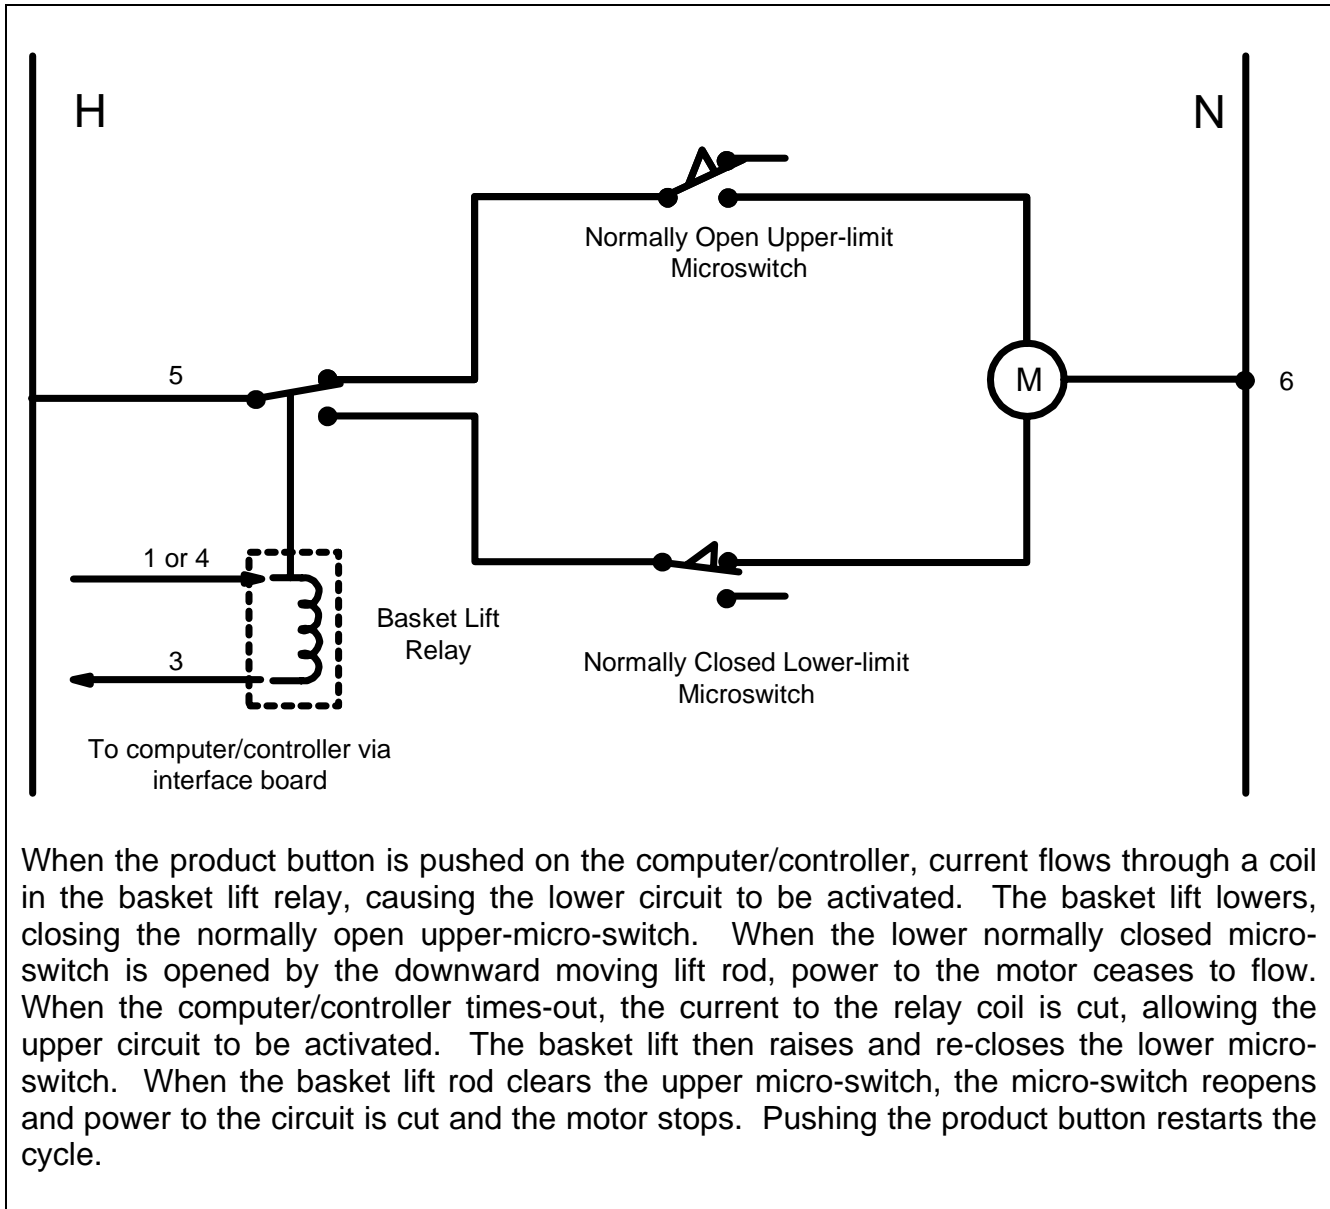 H
N
Normally Open Upper-limit
Microswitch
5
M
6
1 or 4
Basket Lift
Relay
3
Normally Closed Lower-limit
Microswitch
To computer/controller via
interface board
When the product button is pushed on the computer/controller, current flows through a coil
in the basket lift relay, causing the lower circuit to be activated. The basket lift lowers,
closing the normally open upper-micro-switch. When the lower normally closed micro-
switch is opened by the downward moving lift rod, power to the motor ceases to flow.
When the computer/controller times-out, the current to the relay coil is cut, allowing the
upper circuit to be activated. The basket lift then raises and re-closes the lower micro-
switch. When the basket lift rod clears the upper micro-switch, the micro-switch reopens
and power to the circuit is cut and the motor stops. Pushing the product button restarts the
cycle.